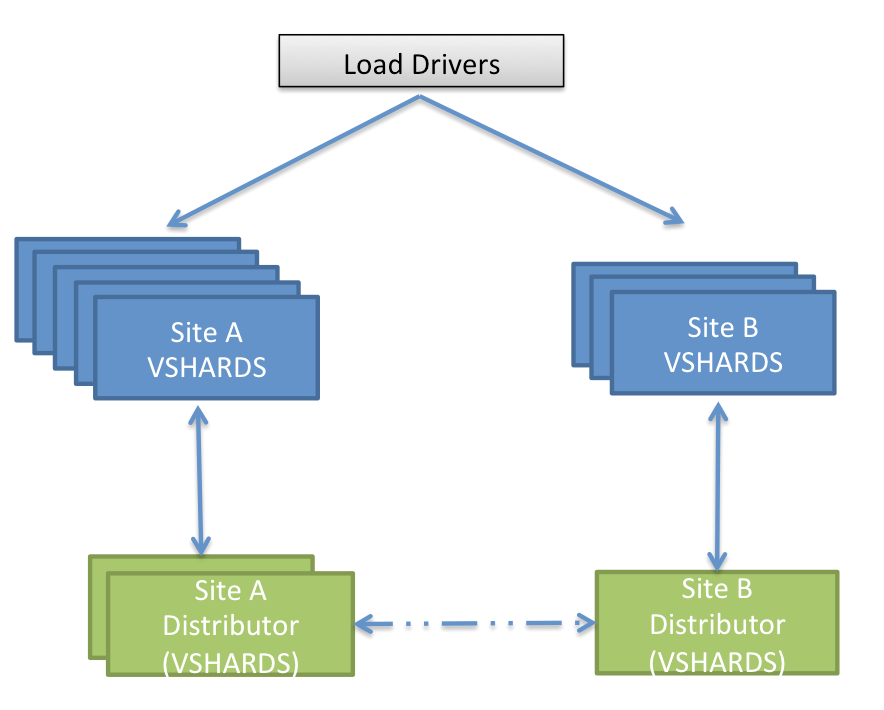 Load Drivers
Site A
VSHARDS
Site B
VSHARDS
Site A
Distributor
(VSHARDS)
Site B
Distributor
(VSHARDS)